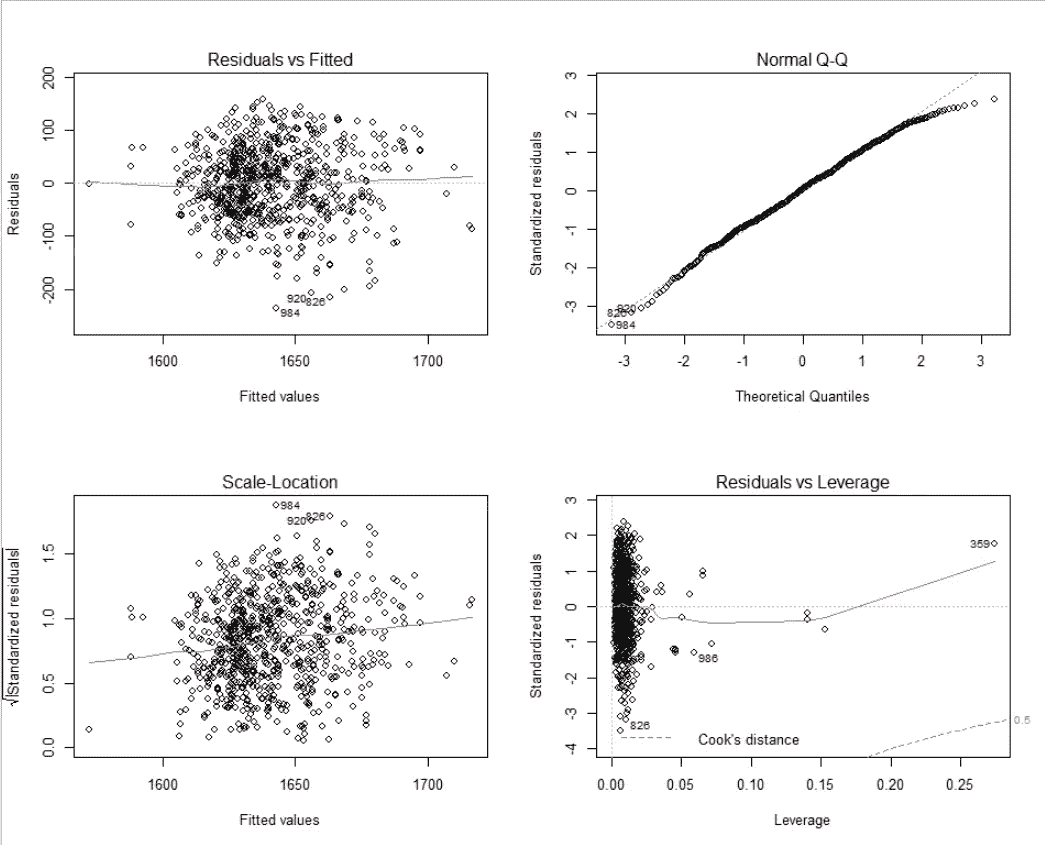 Residuals vs Fitted
Residuals
200
100
0
-100
-200
920
826
984
1600 1650 1700
Fitted values
Normal Q-Q
Standardized residuals
3
2
1
0
-1
-2
-3
920
826
984
-3 -2 -1 0 1 2 3
Theoretical Quantiles
Scale-Location
√|Standardized residuals|
1.5
1.0
0.5
0.0
984
920
826
1600 1650 1700
Fitted values
Residuals vs Leverage
Standardized residuals
3
2
1
0
-1
-2
-3
-4
359
986
826
Cook's distance
0.5
0.00 0.05 0.10 0.15 0.20 0.25
Leverage